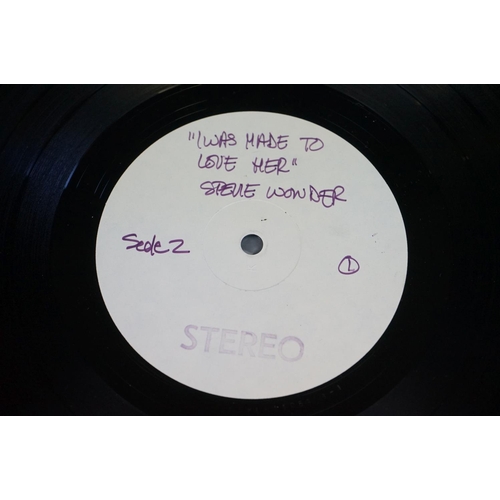 "I WAS MADE TO
LOVE HER"
STEVIE WONDER
Side 2
1
STEREO